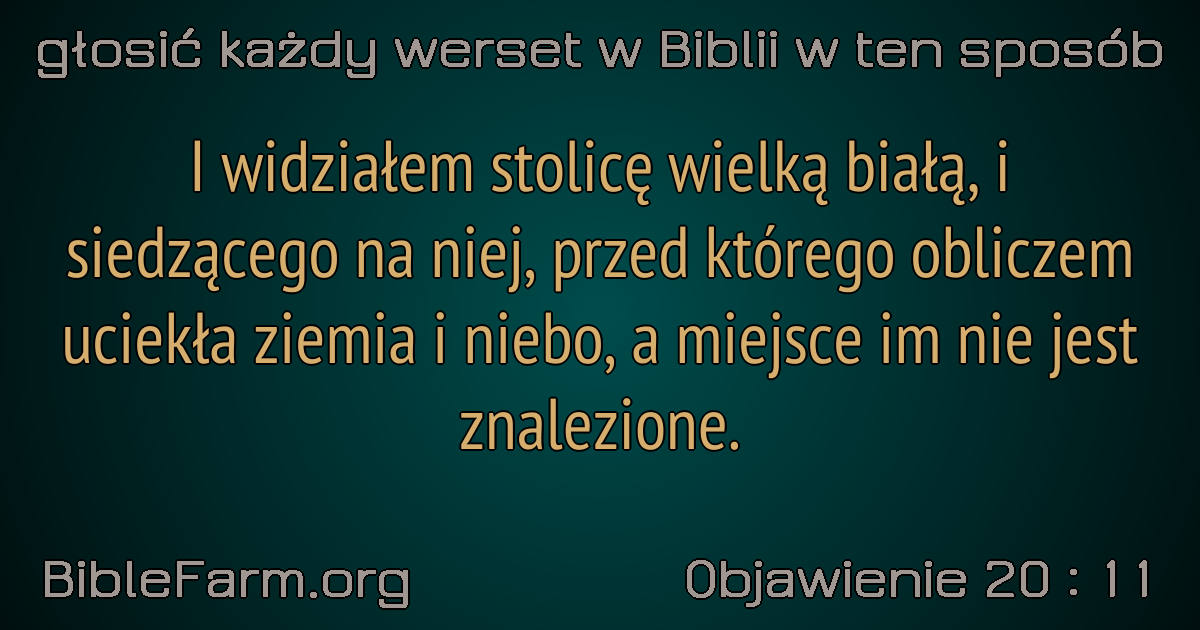 głosić każdy werset w Biblii w ten sposób
I widziałem stolicę wielką białą, i
siedzącego na niej, przed którego obliczem
uciekła ziemia i niebo, a miejsce im nie jest
znalezione.
BibleFarm.org
Objawienie 20 : 11